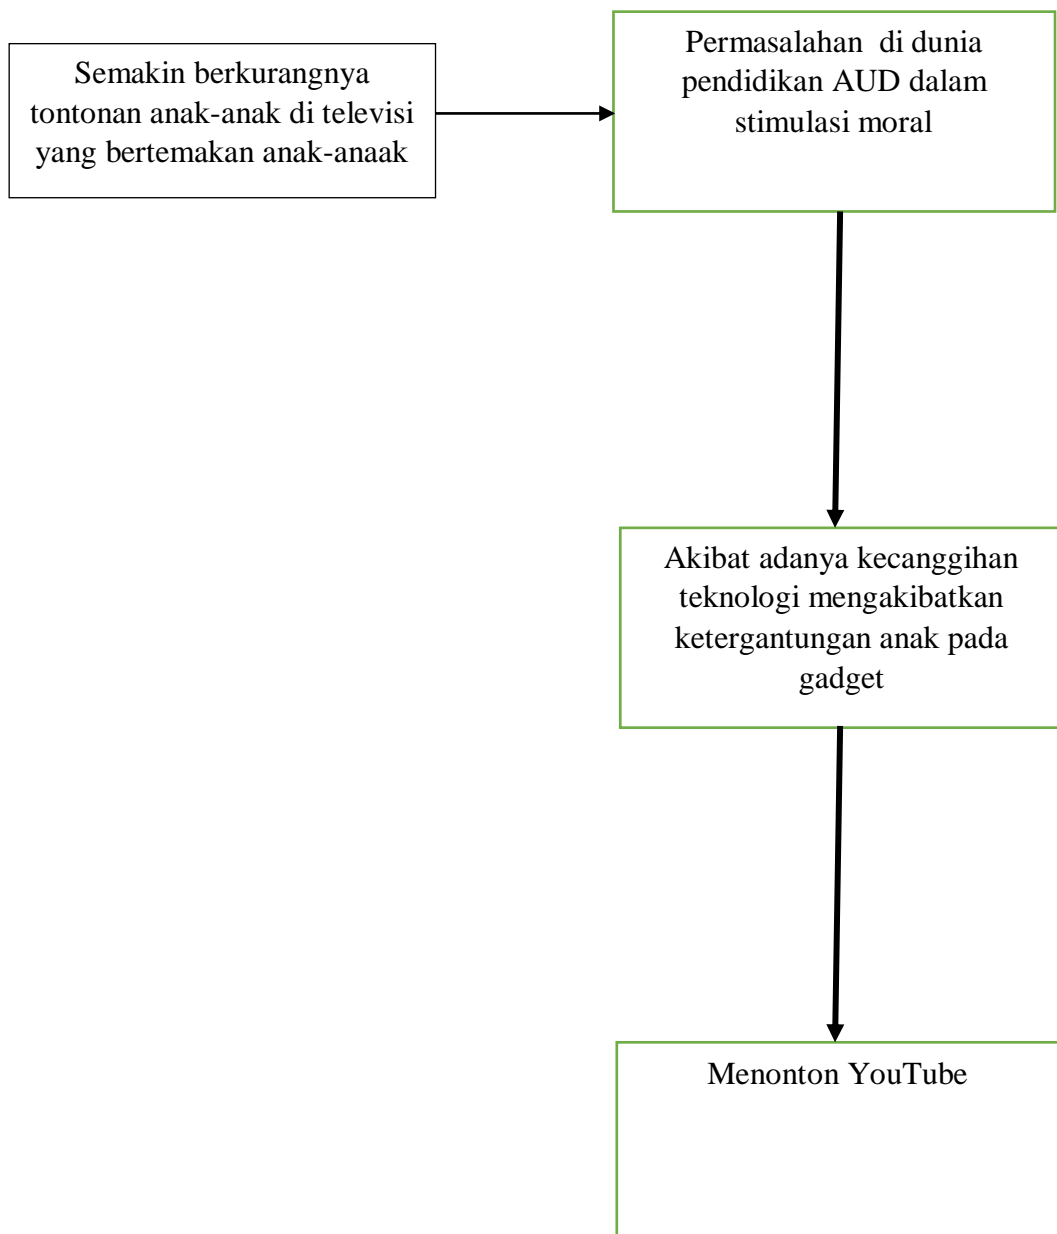 Semakin berkurangnya
tontonan anak-anak di televisi
yang bertemakan anak-anaak
Permasalahan di dunia
pendidikan AUD dalam
stimulasi moral
Akibat adanya kecanggihan
teknologi mengakibatkan
ketergantungan anak pada
gadget
Menonton YouTube